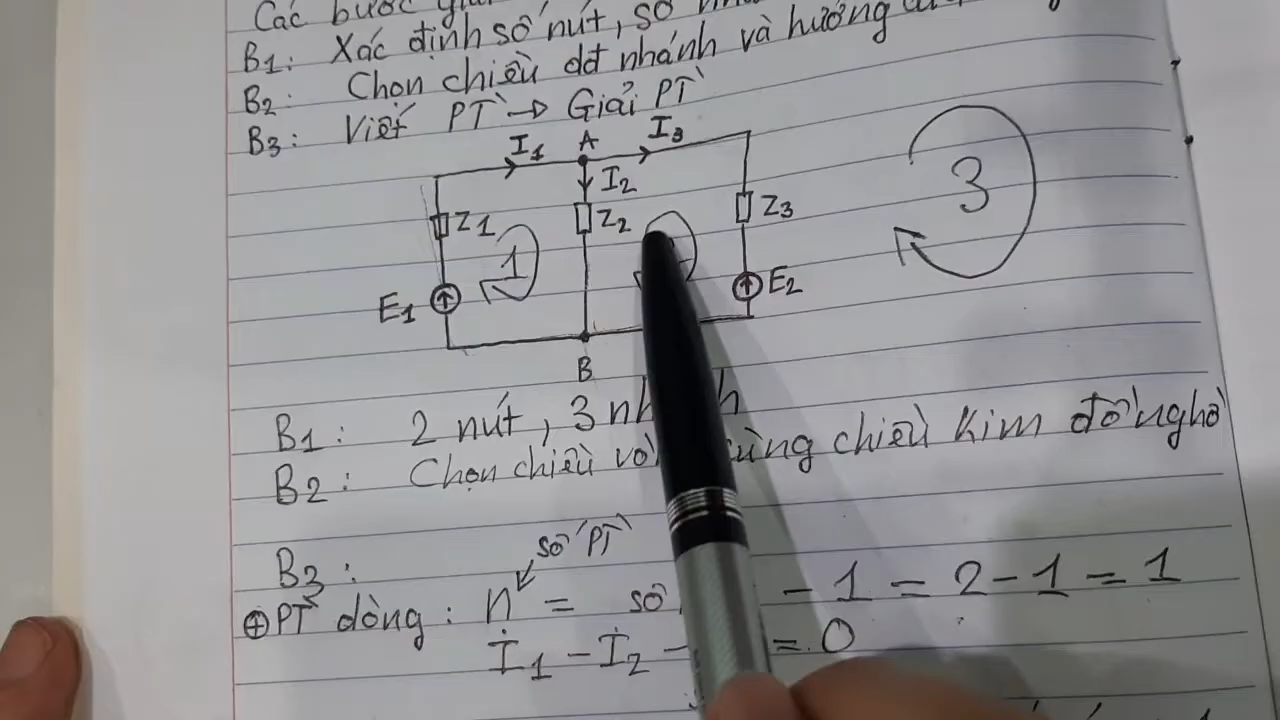 Các bước
B1: Xác định số nút, số
B2: Chọn chiều dđ nhánh và hướng
B3: Viết PT → Giải PT
I1 A I3
I2
Z1 Z2 Z3
1 3
E1 E2
B
B1: 2 nút, 3
B2: Chọn chiều cùng chiều kim đồng hồ
B3: số PT
⊕ PT dòng: n = số - 1 = 2 - 1 = 1
İ1 - İ2 - = 0